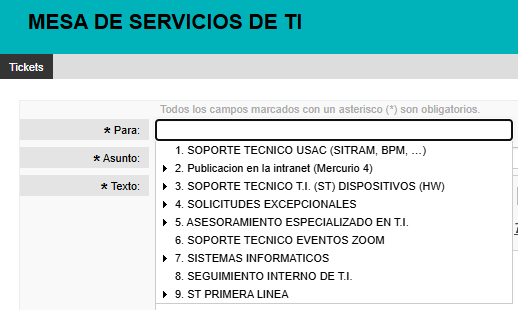 MESA DE SERVICIOS DE TI
Tickets
Todos los campos marcados con un asterisco (*) son obligatorios.
* Para:
* Asunto:
* Texto:
1. SOPORTE TECNICO USAC (SITRAM, BPM, ...)
2. Publicacion en la intranet (Mercurio 4)
3. SOPORTE TECNICO T.I. (ST) DISPOSITIVOS (HW)
4. SOLICITUDES EXCEPCIONALES
5. ASESORAMIENTO ESPECIALIZADO EN T.I.
6. SOPORTE TECNICO EVENTOS ZOOM
7. SISTEMAS INFORMATICOS
8. SEGUIMIENTO INTERNO DE T.I.
9. ST PRIMERA LINEA